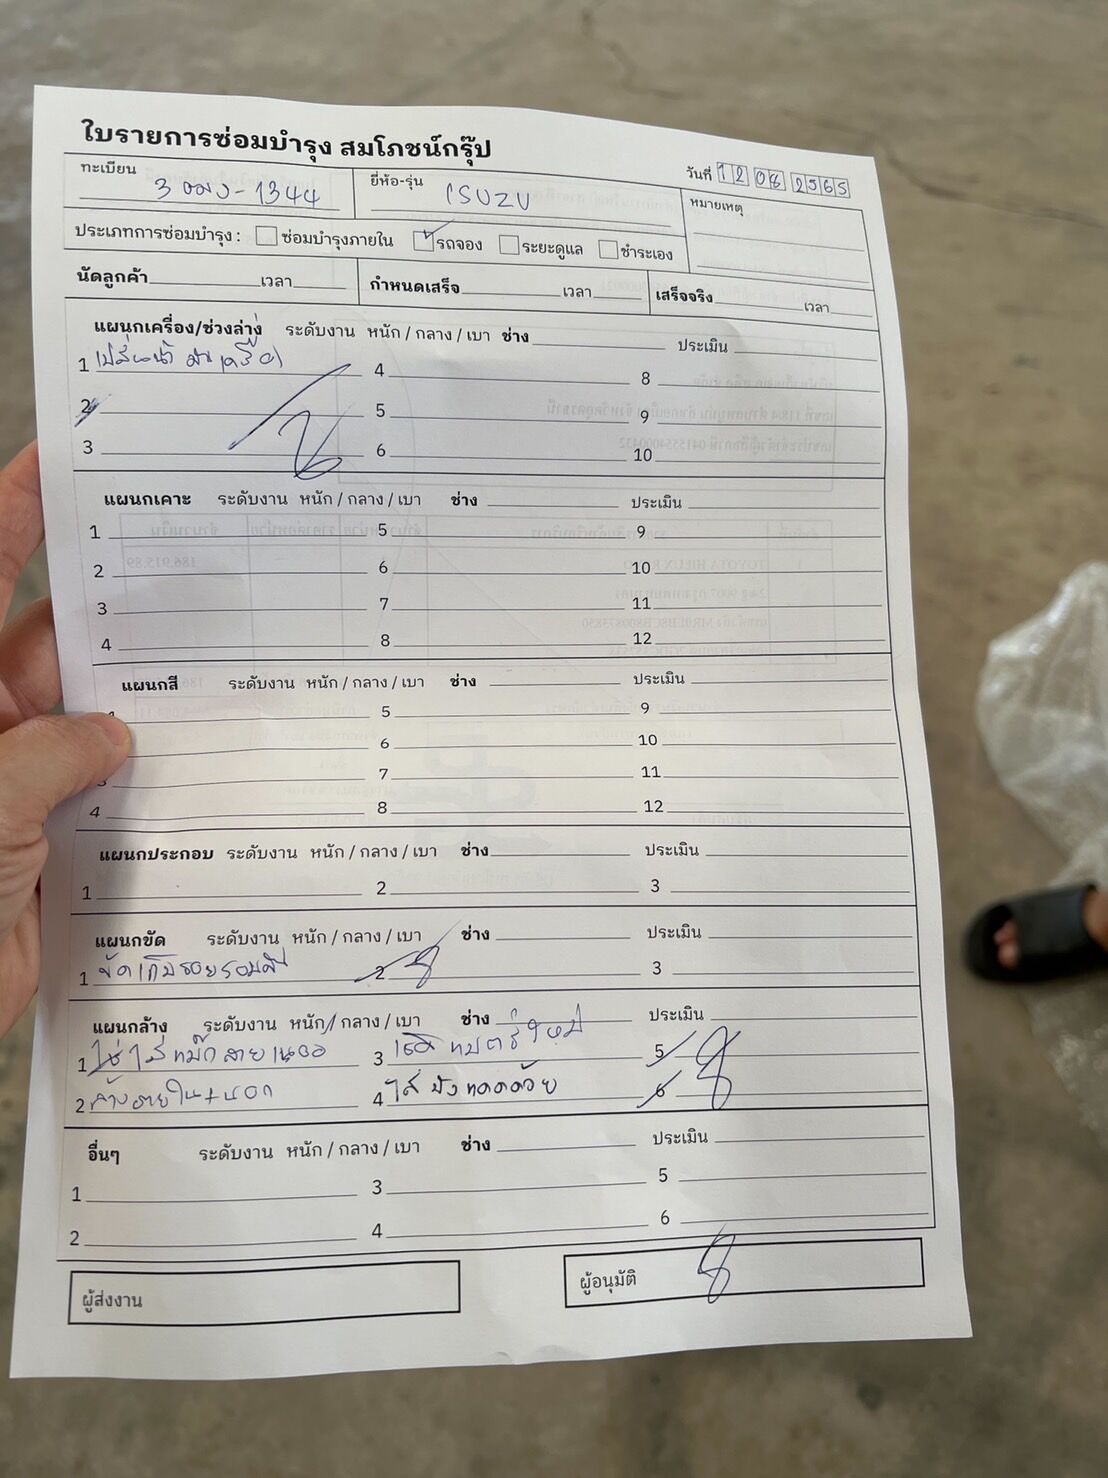 ใบรายการซ่อมบำรุง สมโภชน์กรุ๊ป
วันที่ 12 08 2565
ทะเบียน 3 ฒฆ-1344 ยี่ห้อ-รุ่น ISUZU หมายเหตุ
ประเภทการซ่อมบำรุง : ซ่อมบำรุงภายใน รถจอง ระยะดูแล ชำระเอง
นัดลูกค้า เวลา กำหนดเสร็จ เวลา เสร็จจริง เวลา
แผนกเครื่อง/ช่วงล่าง ระดับงาน หนัก / กลาง / เบา ช่าง ประเมิน
1 4 8
2 5 9
3 6 10
แผนกเคาะ ระดับงาน หนัก / กลาง / เบา ช่าง ประเมิน
1 5 9
2 6 10
3 7 11
4 8 12
แผนกสี ระดับงาน หนัก / กลาง / เบา ช่าง ประเมิน
5 9
6 10
3 7 11
4 8 12
แผนกประกอบ ระดับงาน หนัก / กลาง / เบา ช่าง ประเมิน
1 2 3
แผนกขัด ระดับงาน หนัก / กลาง / เบา ช่าง ประเมิน
1 ขัดเก็บรอยรอบคัน 2 3
แผนกล้าง ระดับงาน หนัก / กลาง / เบา ช่าง ประเมิน
1 3 5
2 ล้างภายใน+นอก 4 6
อื่นๆ ระดับงาน หนัก / กลาง / เบา ช่าง ประเมิน
1 3 5
2 4 6
ผู้ส่งงาน ผู้อนุมัติ